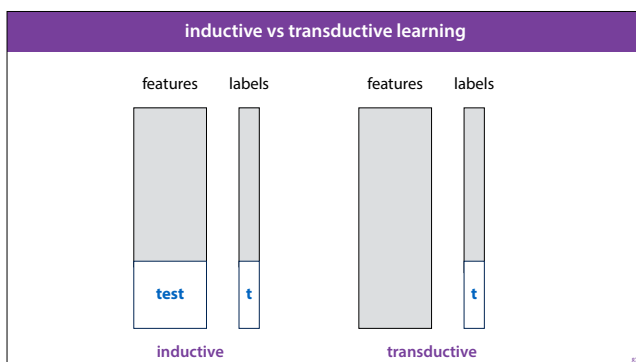 inductive vs transductive learning
features labels features labels
test t t
inductive transductive